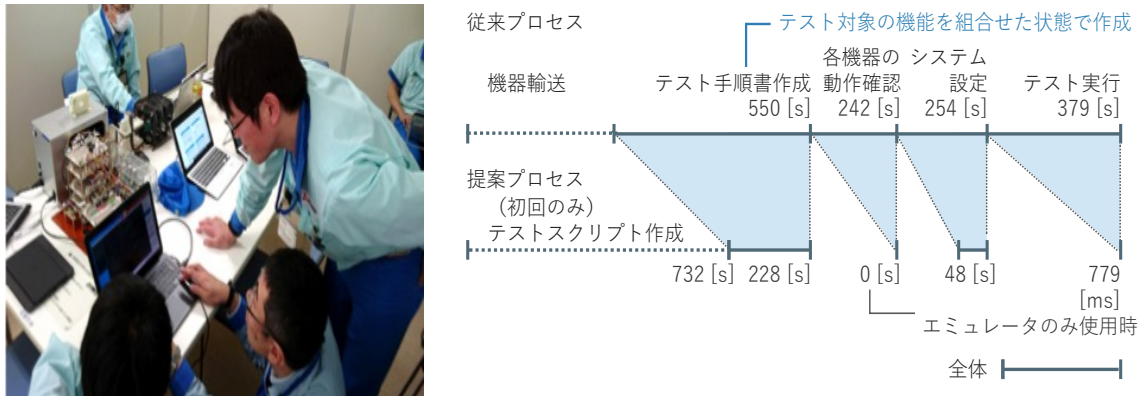 従来プロセス
テスト対象の機能を組合せた状態で作成
機器輸送
テスト手順書作成
550 [s]
各機器の
動作確認
242 [s]
システム
設定
254 [s]
テスト実行
379 [s]
提案プロセス
（初回のみ）
テストスクリプト作成
732 [s]
228 [s]
0 [s]
48 [s]
779
[ms]
エミュレータのみ使用時
全体